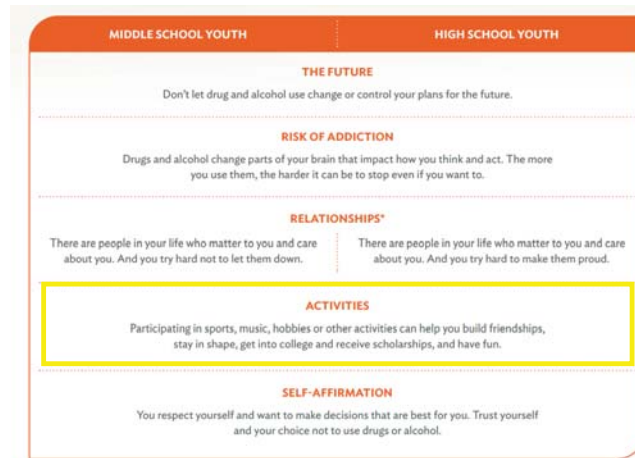 MIDDLE SCHOOL YOUTH
HIGH SCHOOL YOUTH
THE FUTURE
Don't let drug and alcohol use change or control your plans for the future.
RISK OF ADDICTION
Drugs and alcohol change parts of your brain that impact how you think and act. The more
you use them, the harder it can be to stop even if you want to.
RELATIONSHIPS*
There are people in your life who matter to you and care
about you. And you try hard not to let them down.
There are people in your life who matter to you and care
about you. And you try hard to make them proud.
ACTIVITIES
Participating in sports, music, hobbies or other activities can help you build friendships,
stay in shape, get into college and receive scholarships, and have fun.
SELF-AFFIRMATION
You respect yourself and want to make decisions that are best for you. Trust yourself
and your choice not to use drugs or alcohol.